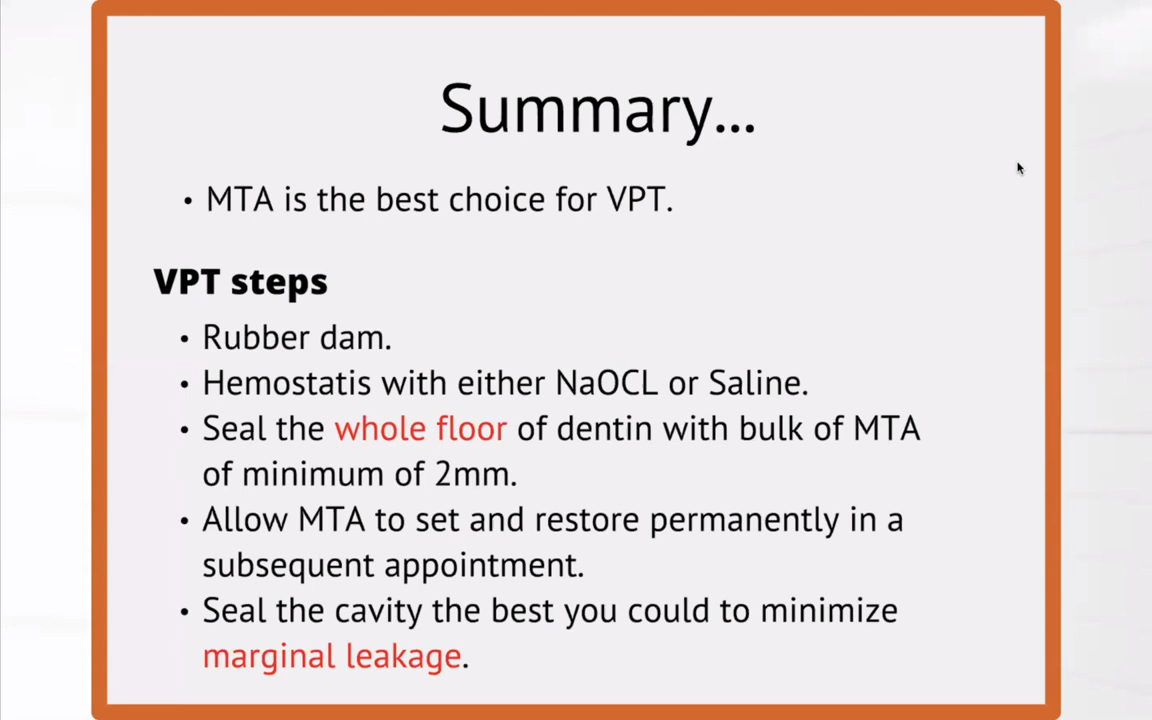 Summary...
• MTA is the best choice for VPT.
VPT steps
• Rubber dam.
• Hemostatis with either NaOCL or Saline.
• Seal the whole floor of dentin with bulk of MTA
of minimum of 2mm.
• Allow MTA to set and restore permanently in a
subsequent appointment.
• Seal the cavity the best you could to minimize
marginal leakage.